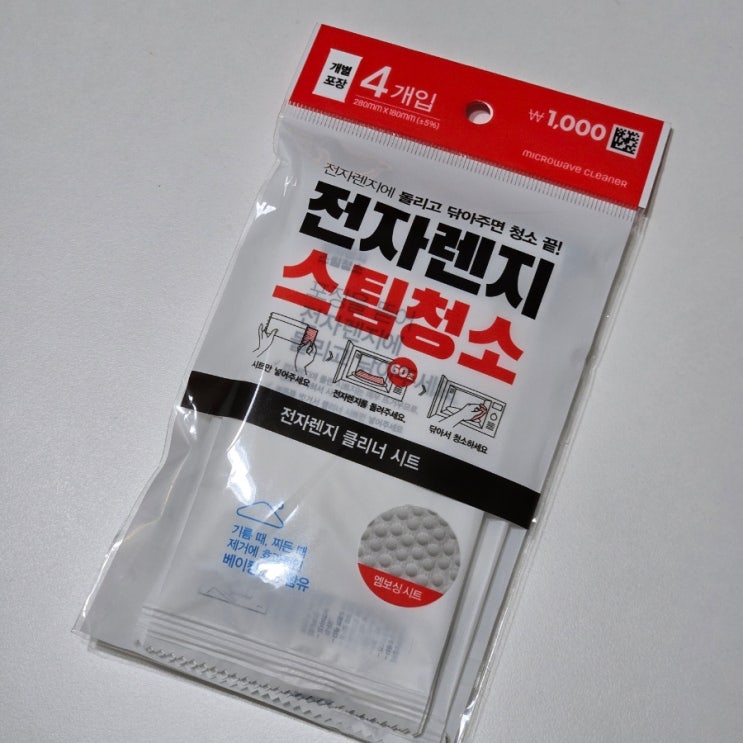 개별
포장
4개입
280mm X 180mm (±5%)
₩1,000
microwave cleaner
전자렌지에 돌리고 닦아주면 청소 끝!
전자렌지
스팀청소
60초
시트만 넣어주세요
전자렌지를 돌려주세요.
닦아서 청소하세요
전자렌지 클리너 시트
기름 때, 찌든 때
제거에
엠보싱 시트